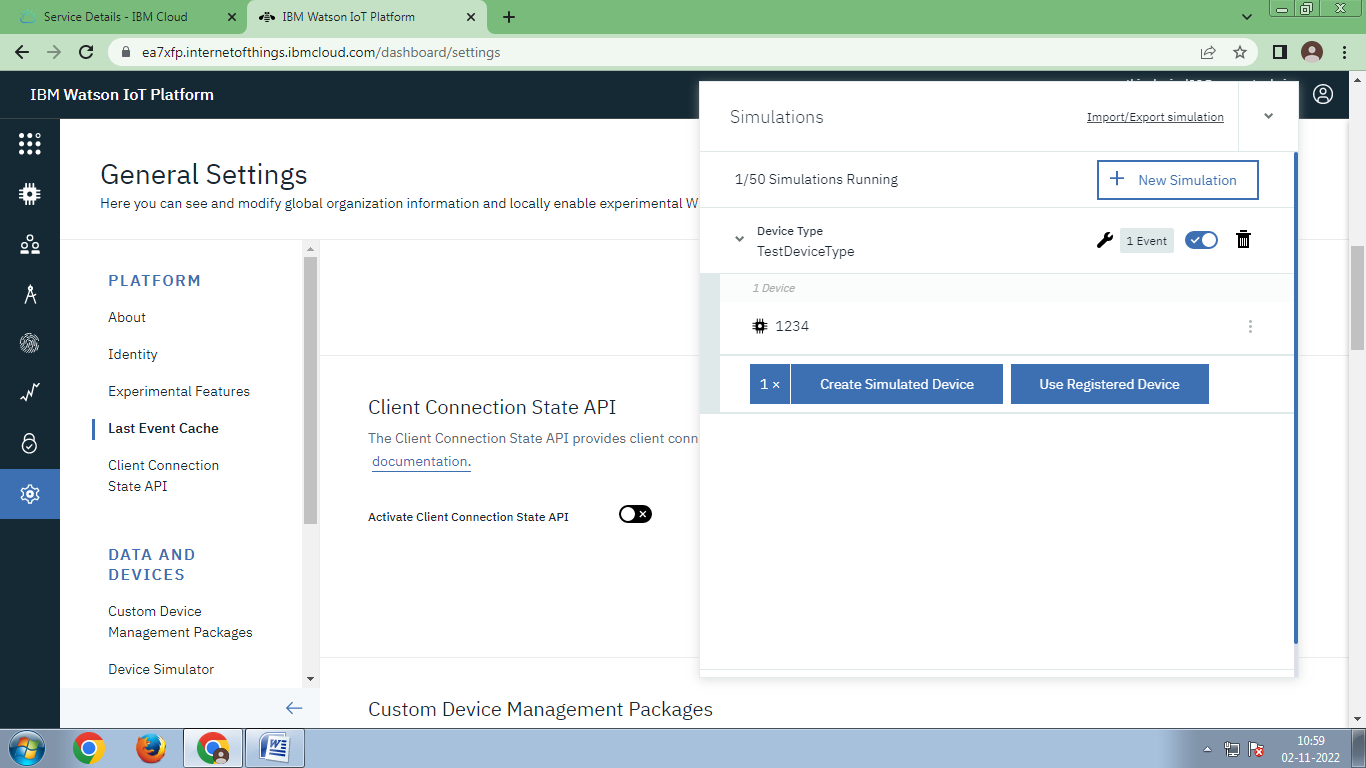 Service Details - IBM Cloud
IBM Watson IoT Platform
ea7xfp.internetofthings.ibmcloud.com/dashboard/settings
IBM Watson IoT Platform
Simulations
Import/Export simulation
General Settings
Here you can see and modify global organization information and locally enable experimental W
1/50 Simulations Running
New Simulation
Device Type
TestDeviceType
1 Event
1 Device
1234
1 ×
Create Simulated Device
Use Registered Device
PLATFORM
About
Identity
Experimental Features
Last Event Cache
Client Connection
State API
DATA AND
DEVICES
Custom Device
Management Packages
Device Simulator
Client Connection State API
The Client Connection State API provides client conn
documentation.
Activate Client Connection State API
Custom Device Management Packages
10:59
02-11-2022